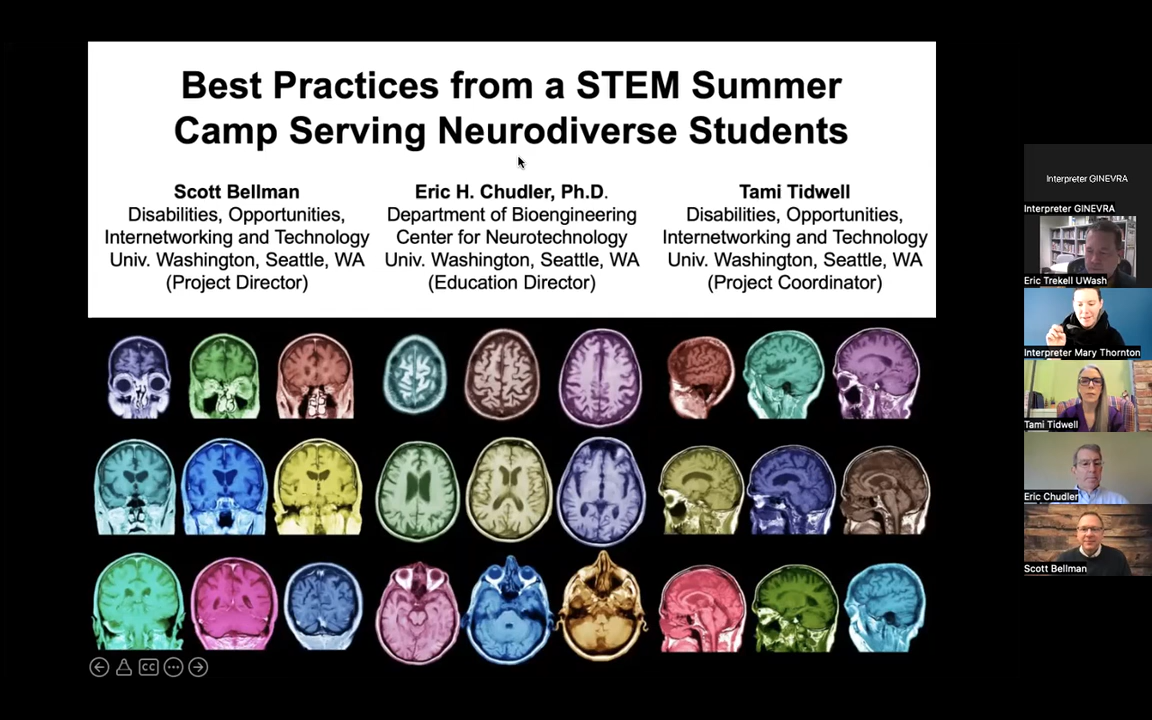 Best Practices from a STEM Summer
Camp Serving Neurodiverse Students
Scott Bellman
Disabilities, Opportunities,
Internetworking and Technology
Univ. Washington, Seattle, WA
(Project Director)
Eric H. Chudler, Ph.D.
Department of Bioengineering
Center for Neurotechnology
Univ. Washington, Seattle, WA
(Education Director)
Tami Tidwell
Disabilities, Opportunities,
Internetworking and Technology
Univ. Washington, Seattle, WA
(Project Coordinator)
CC
Interpreter GINEVRA
Interpreter GINEVRA
Eric Trekell UWash
Interpreter Mary Thornton
Tami Tidwell
Eric Chudler
Scott Bellman